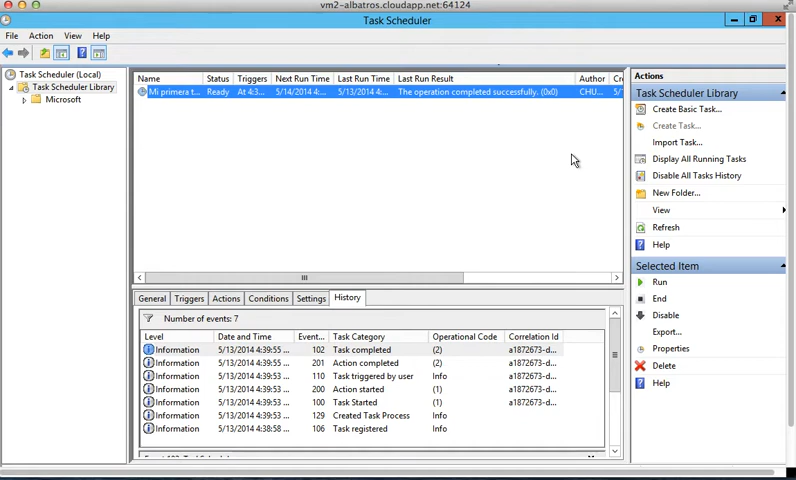 vm2-albatros.cloudapp.net:64124
Task Scheduler
File Action View Help
Task Scheduler (Local)
Task Scheduler Library
Microsoft
Name Status Triggers Next Run Time Last Run Time Last Run Result Author
Mi primera t... Ready At 4:3... 5/14/2014 4:... 5/13/2014 4:... The operation completed successfully. (0x0) CHU...
General Triggers Actions Conditions Settings History
Number of events: 7
Level Date and Time Event... Task Category Operational Code Correlation Id
Information 5/13/2014 4:39:55 ... 102 Task completed (2) a1872673-d...
Information 5/13/2014 4:39:55 ... 201 Action completed (2) a1872673-d...
Information 5/13/2014 4:39:53 ... 110 Task triggered by user Info a1872673-d...
Information 5/13/2014 4:39:53 ... 200 Action started (1) a1872673-d...
Information 5/13/2014 4:39:53 ... 100 Task Started (1) a1872673-d...
Information 5/13/2014 4:39:53 ... 129 Created Task Process Info
Information 5/13/2014 4:38:58 ... 106 Task registered Info
Actions
Task Scheduler Library
Create Basic Task...
Create Task...
Import Task...
Display All Running Tasks
Disable All Tasks History
New Folder...
View
Refresh
Help
Selected Item
Run
End
Disable
Export...
Properties
Delete
Help